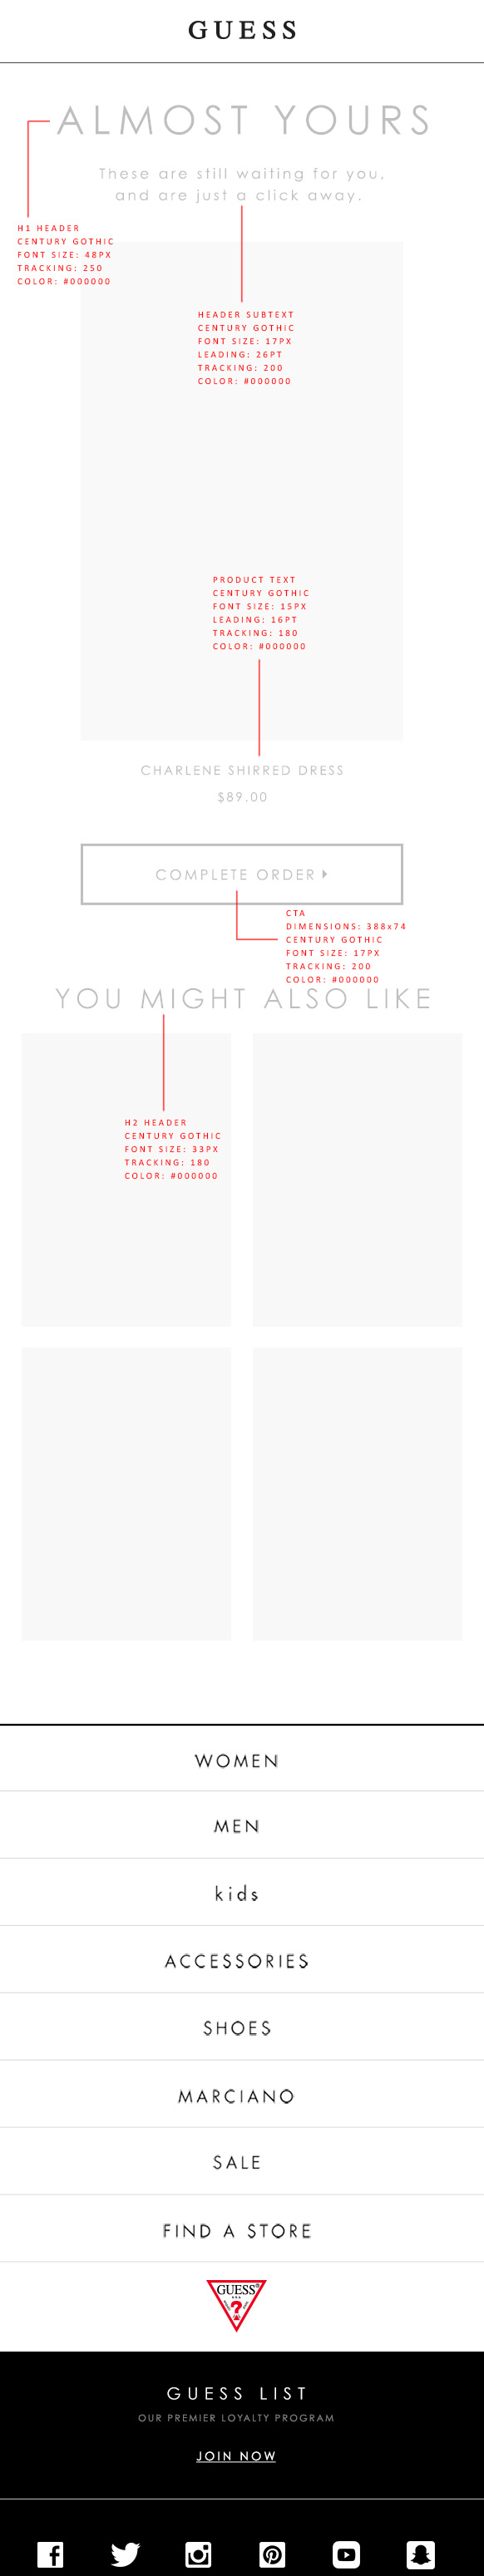 GUESS
ALMOST YOURS
These are still waiting for you,
and are just a click away.
H1 HEADER
CENTURY GOTHIC
FONT SIZE: 48PX
TRACKING: 250
COLOR: #000000
HEADER SUBTEXT
CENTURY GOTHIC
FONT SIZE: 17PX
LEADING: 26PT
TRACKING: 200
COLOR: #000000
PRODUCT TEXT
CENTURY GOTHIC
FONT SIZE: 15PX
LEADING: 16PT
TRACKING: 180
COLOR: #000000
CHARLENE SHIRRED DRESS
$89.00
COMPLETE ORDER
CTA
DIMENSIONS: 388x74
CENTURY GOTHIC
FONT SIZE: 17PX
TRACKING: 200
COLOR: #000000
YOU MIGHT ALSO LIKE
H2 HEADER
CENTURY GOTHIC
FONT SIZE: 33PX
TRACKING: 180
COLOR: #000000
WOMEN
MEN
kids
ACCESSORIES
SHOES
MARCIANO
SALE
FIND A STORE
GUESS®
?
GUESS LIST
OUR PREMIER LOYALTY PROGRAM
JOIN NOW